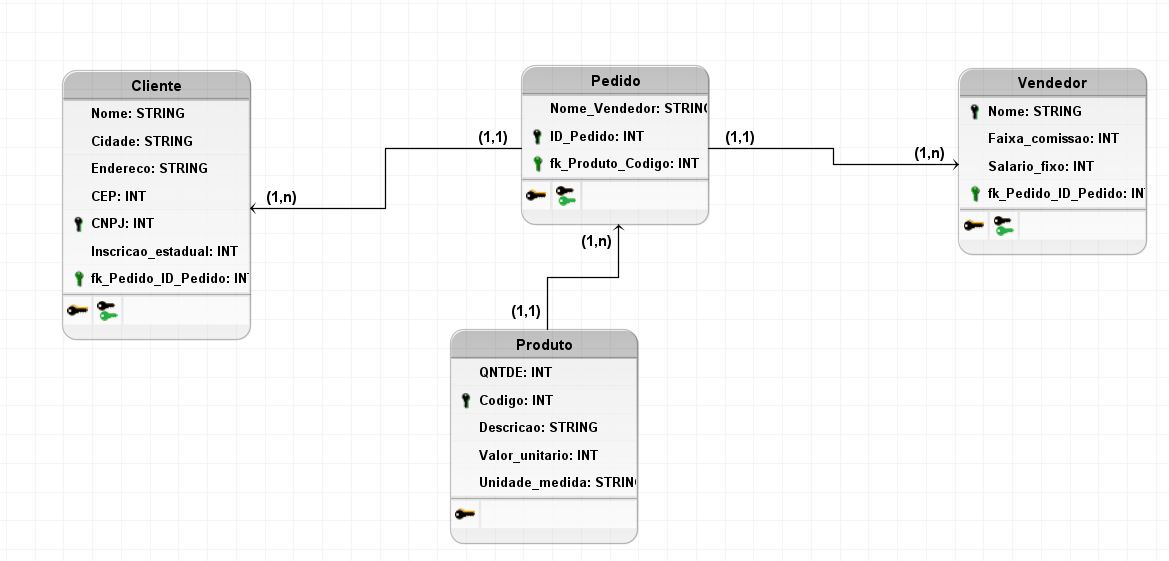 Cliente
Nome: STRING
Cidade: STRING
Endereco: STRING
CEP: INT
CNPJ: INT
Inscricao_estadual: INT
fk_Pedido_ID_Pedido: INT
(1,n)
(1,1)
Pedido
Nome_Vendedor: STRING
ID_Pedido: INT
fk_Produto_Codigo: INT
(1,1)
(1,n)
Vendedor
Nome: STRING
Faixa_comissao: INT
Salario_fixo: INT
fk_Pedido_ID_Pedido: INT
(1,n)
(1,1)
Produto
QNTDE: INT
Codigo: INT
Descricao: STRING
Valor_unitario: INT
Unidade_medida: STRING